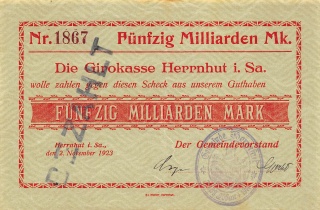 Nr. 1867 Fünfzig Milliarden Mk.
Die Girokasse Herrnhut i. Sa.
wolle zahlen gegen diesen Scheck aus unserem Guthaben
FÜNFZIG MILLIARDEN MARK
Herrnhut i. Sa., Der Gemeindevorstand
den 2. November 1923